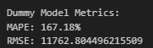 Dummy Model Metrics:
MAPE: 167.18%
RMSE: 11762.804496215509